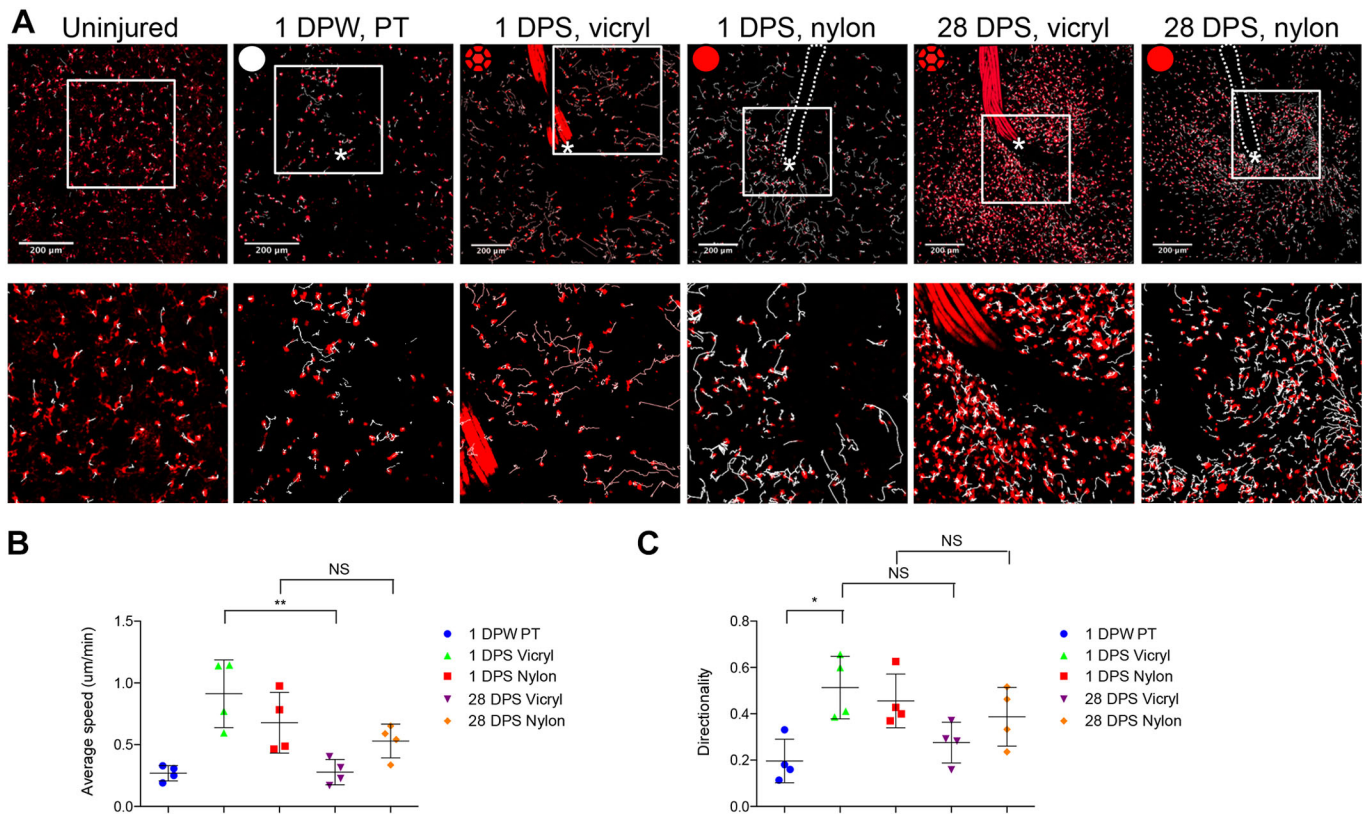 A
Uninjured
1 DPW, PT
1 DPS, vicryl
1 DPS, nylon
28 DPS, vicryl
28 DPS, nylon
*
*
*
*
*
200 µm
200 µm
200 µm
200 µm
200 µm
200 µm
B
NS
**
Average speed (um/min)
1.5
1.0
0.5
0.0
1 DPW PT
1 DPS Vicryl
1 DPS Nylon
28 DPS Vicryl
28 DPS Nylon
C
NS
NS
*
Directionality
0.8
0.6
0.4
0.2
0.0
1 DPW PT
1 DPS Vicryl
1 DPS Nylon
28 DPS Vicryl
28 DPS Nylon